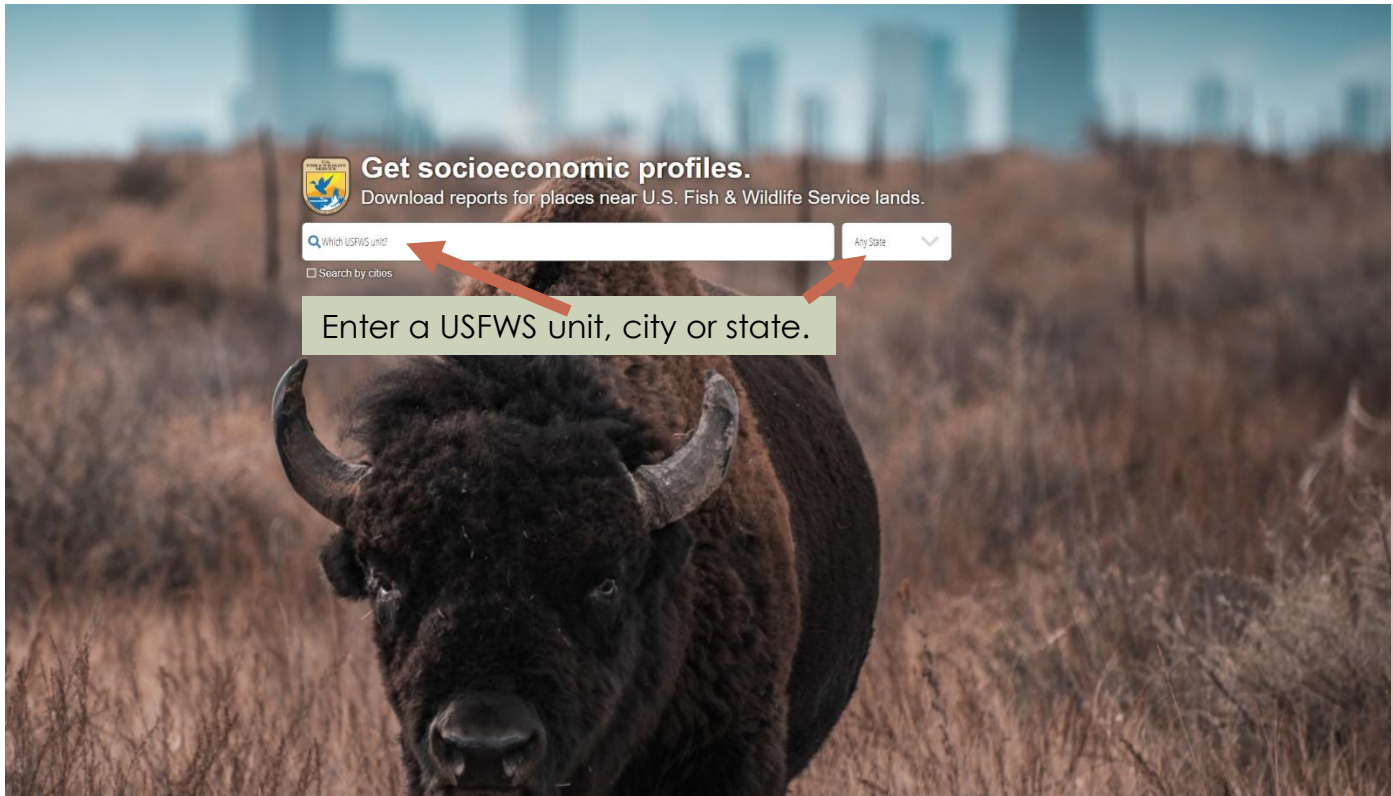 Get socioeconomic profiles.
Download reports for places near U.S. Fish & Wildlife Service lands.
Which USFWS unit?
Any State
Search by cities
Enter a USFWS unit, city or state.